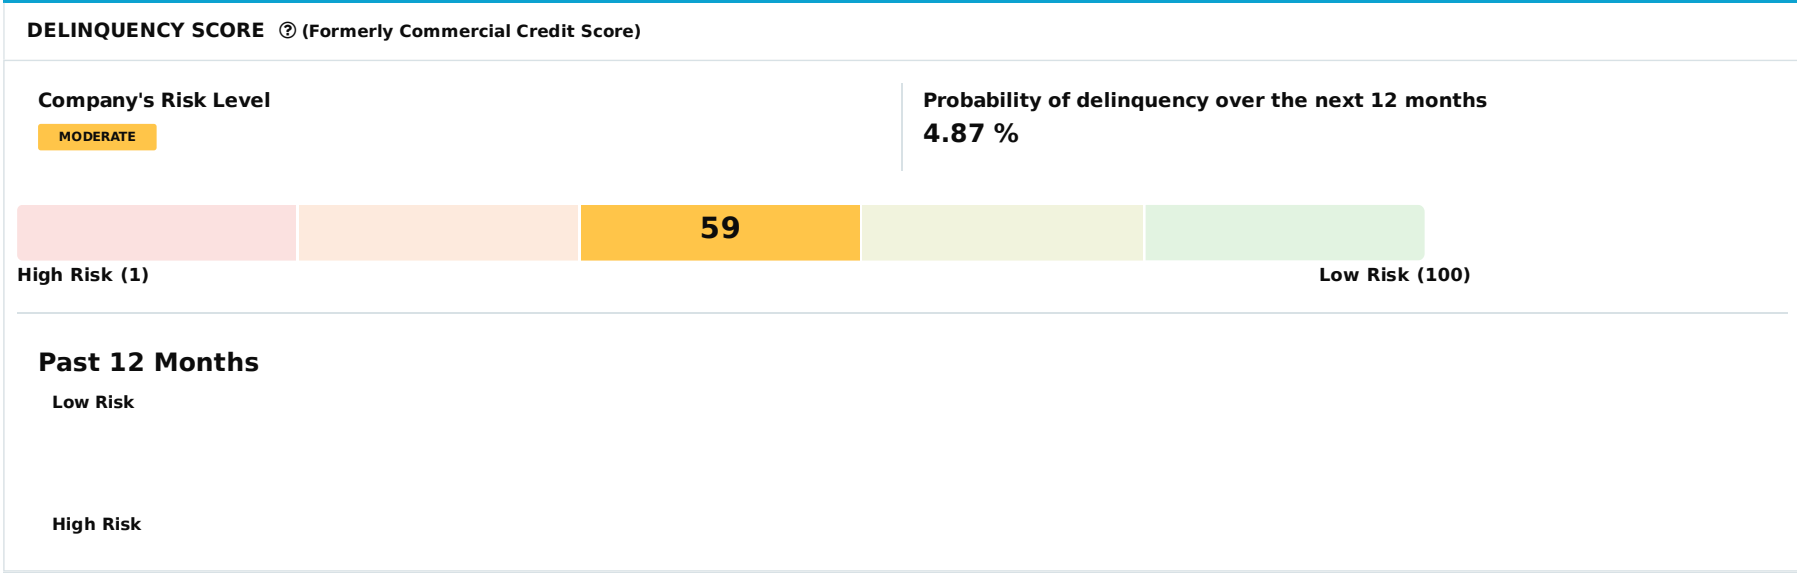 DELINQUENCY SCORE ? (Formerly Commercial Credit Score)
Company's Risk Level
MODERATE
Probability of delinquency over the next 12 months
4.87 %
59
High Risk (1)
Low Risk (100)
Past 12 Months
Low Risk
High Risk